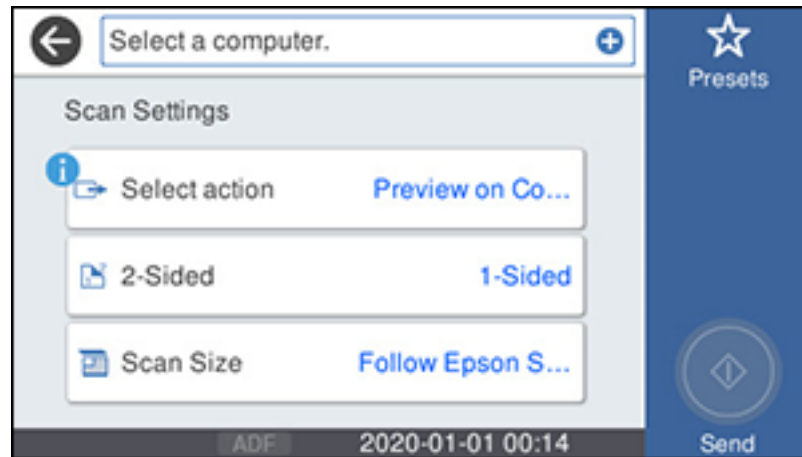 Select a computer.
Presets
Scan Settings
Select action Preview on Co...
2-Sided 1-Sided
Scan Size Follow Epson S...
ADF 2020-01-01 00:14
Send